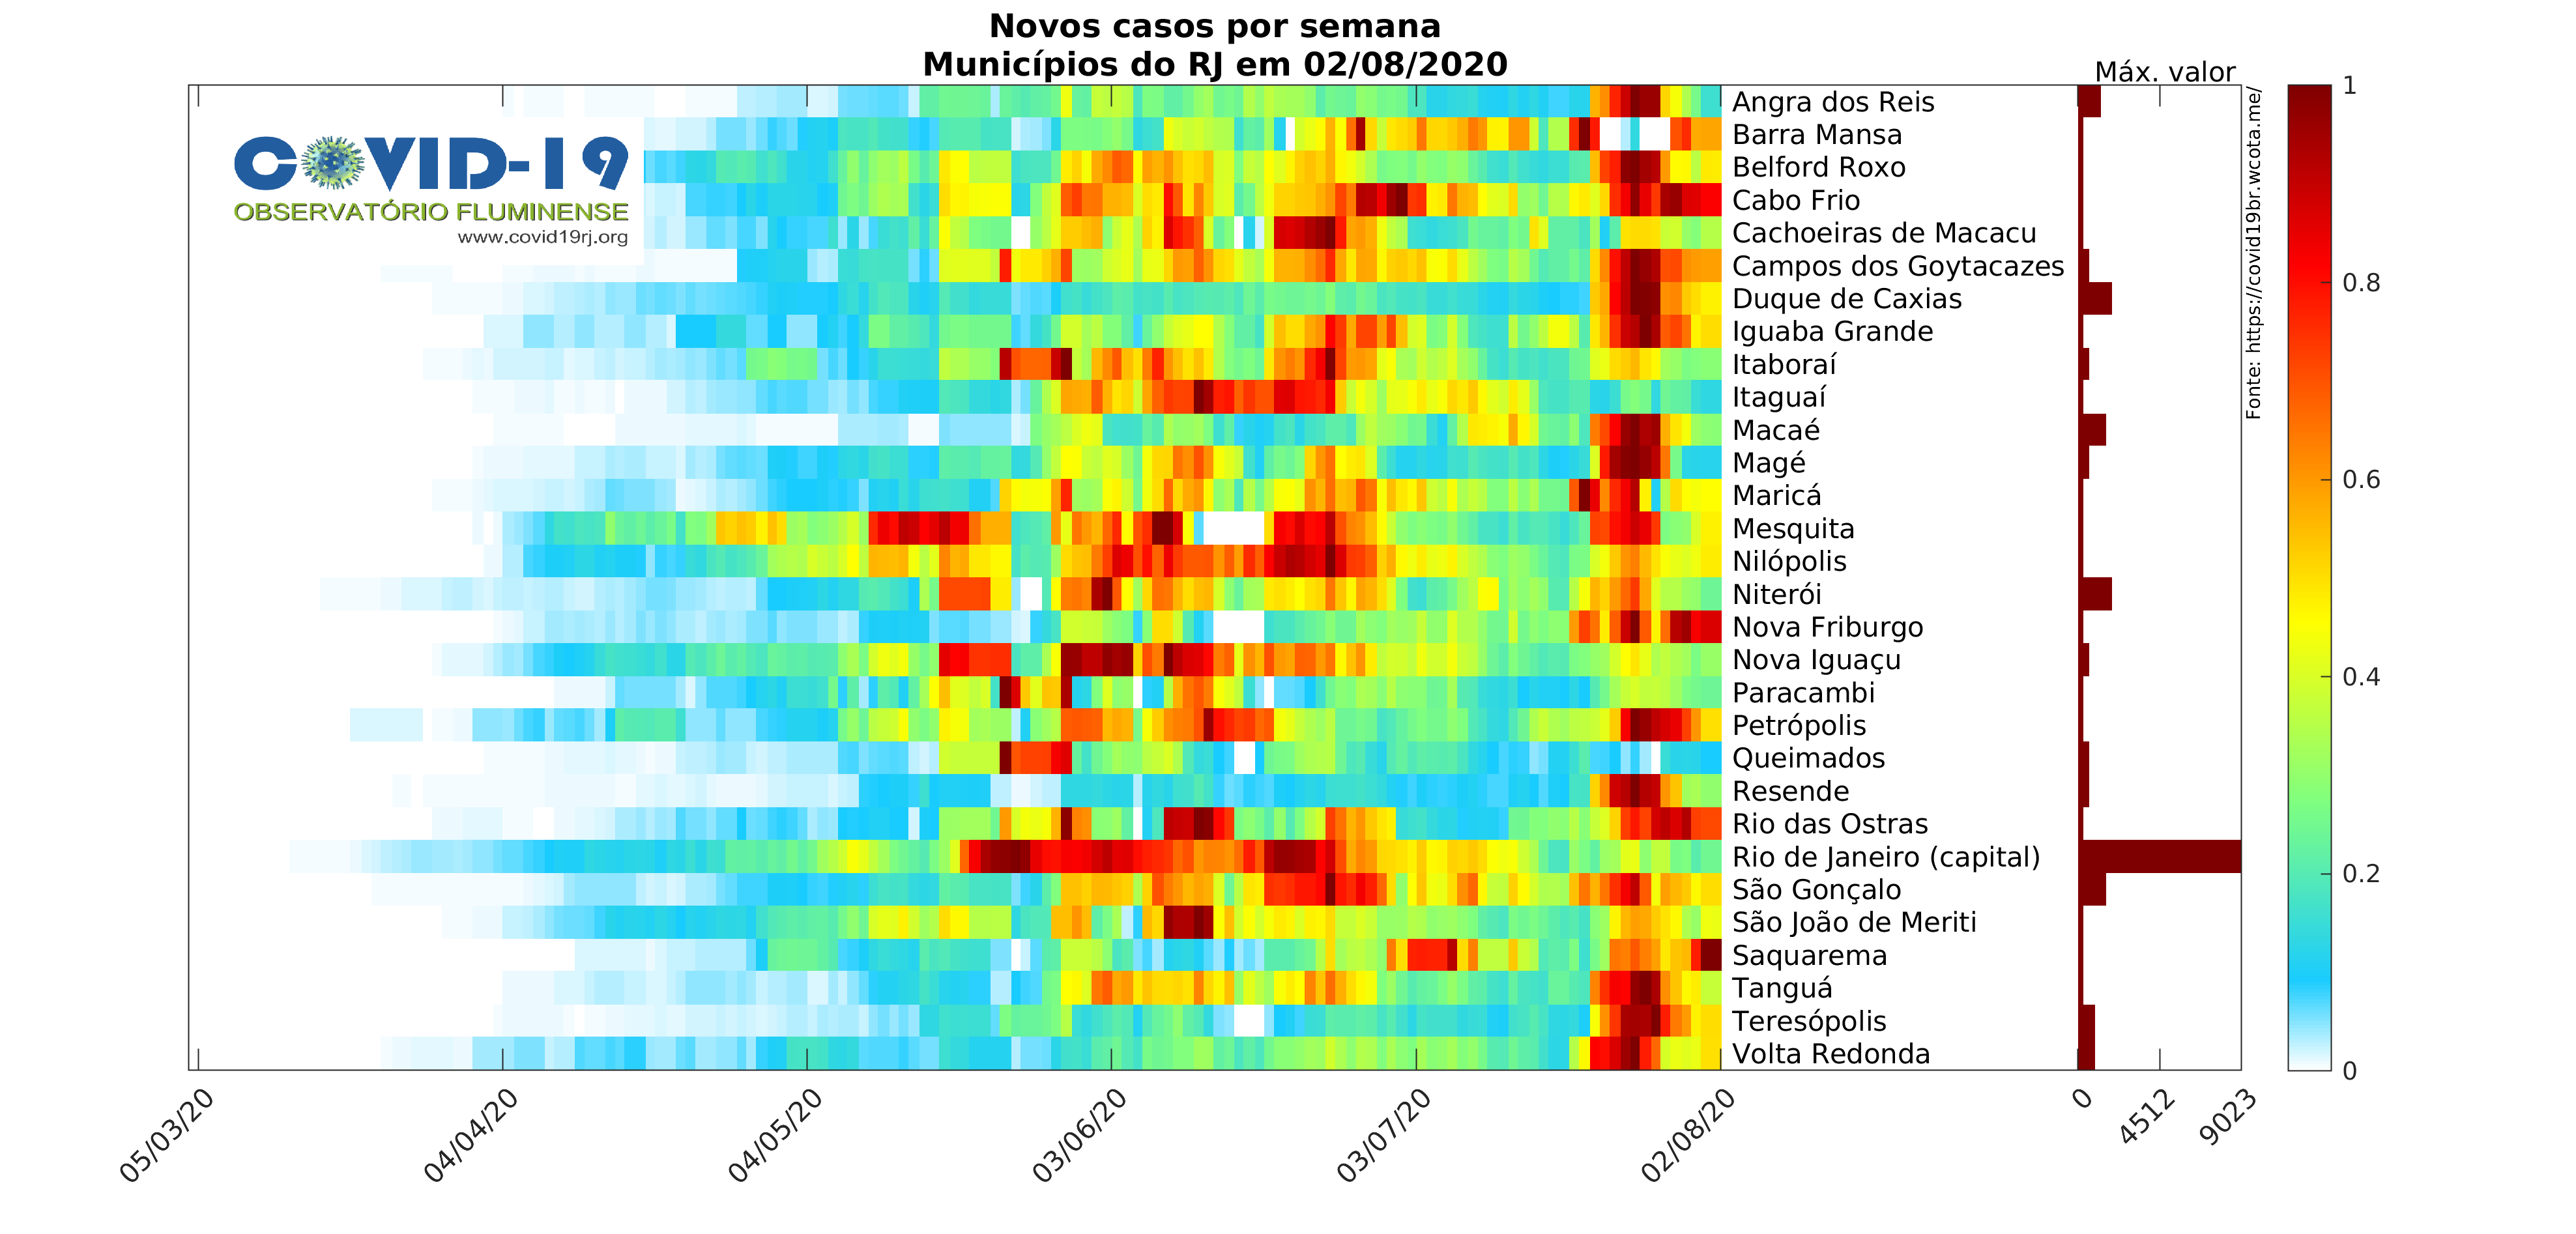 Novos casos por semana
Municípios do RJ em 02/08/2020
Máx. valor
COVID-19
OBSERVATÓRIO FLUMINENSE
www.covid19rj.org
Angra dos Reis
Barra Mansa
Belford Roxo
Cabo Frio
Cachoeiras de Macacu
Campos dos Goytacazes
Duque de Caxias
Iguaba Grande
Itaboraí
Itaguaí
Macaé
Magé
Maricá
Mesquita
Nilópolis
Niterói
Nova Friburgo
Nova Iguaçu
Paracambi
Petrópolis
Queimados
Resende
Rio das Ostras
Rio de Janeiro (capital)
São Gonçalo
São João de Meriti
Saquarema
Tanguá
Teresópolis
Volta Redonda
Fonte: https://covid19br.wcota.me/
1
0.8
0.6
0.4
0.2
0
05/03/20
04/04/20
04/05/20
03/06/20
03/07/20
02/08/20
0
4512
9023